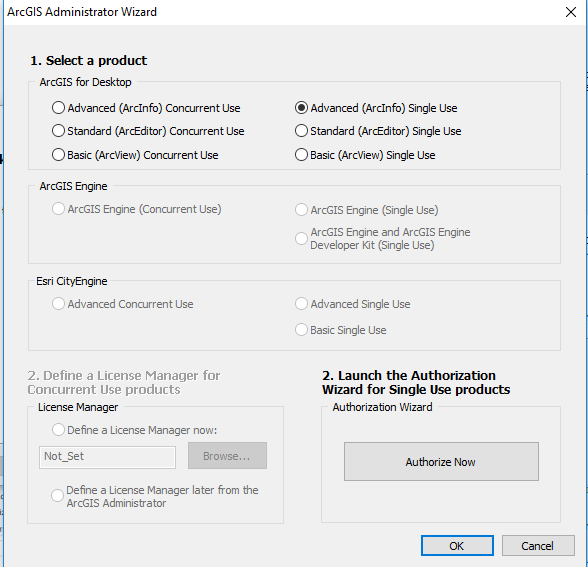 ArcGIS Administrator Wizard
1. Select a product
ArcGIS for Desktop
Advanced (ArcInfo) Concurrent Use
Advanced (ArcInfo) Single Use
Standard (ArcEditor) Concurrent Use
Standard (ArcEditor) Single Use
Basic (ArcView) Concurrent Use
Basic (ArcView) Single Use
ArcGIS Engine
ArcGIS Engine (Concurrent Use)
ArcGIS Engine (Single Use)
ArcGIS Engine and ArcGIS Engine
Developer Kit (Single Use)
Esri CityEngine
Advanced Concurrent Use
Advanced Single Use
Basic Single Use
2. Define a License Manager for
Concurrent Use products
License Manager
Define a License Manager now:
Not_Set
Browse...
Define a License Manager later from the
ArcGIS Administrator
2. Launch the Authorization
Wizard for Single Use products
Authorization Wizard
Authorize Now
OK
Cancel